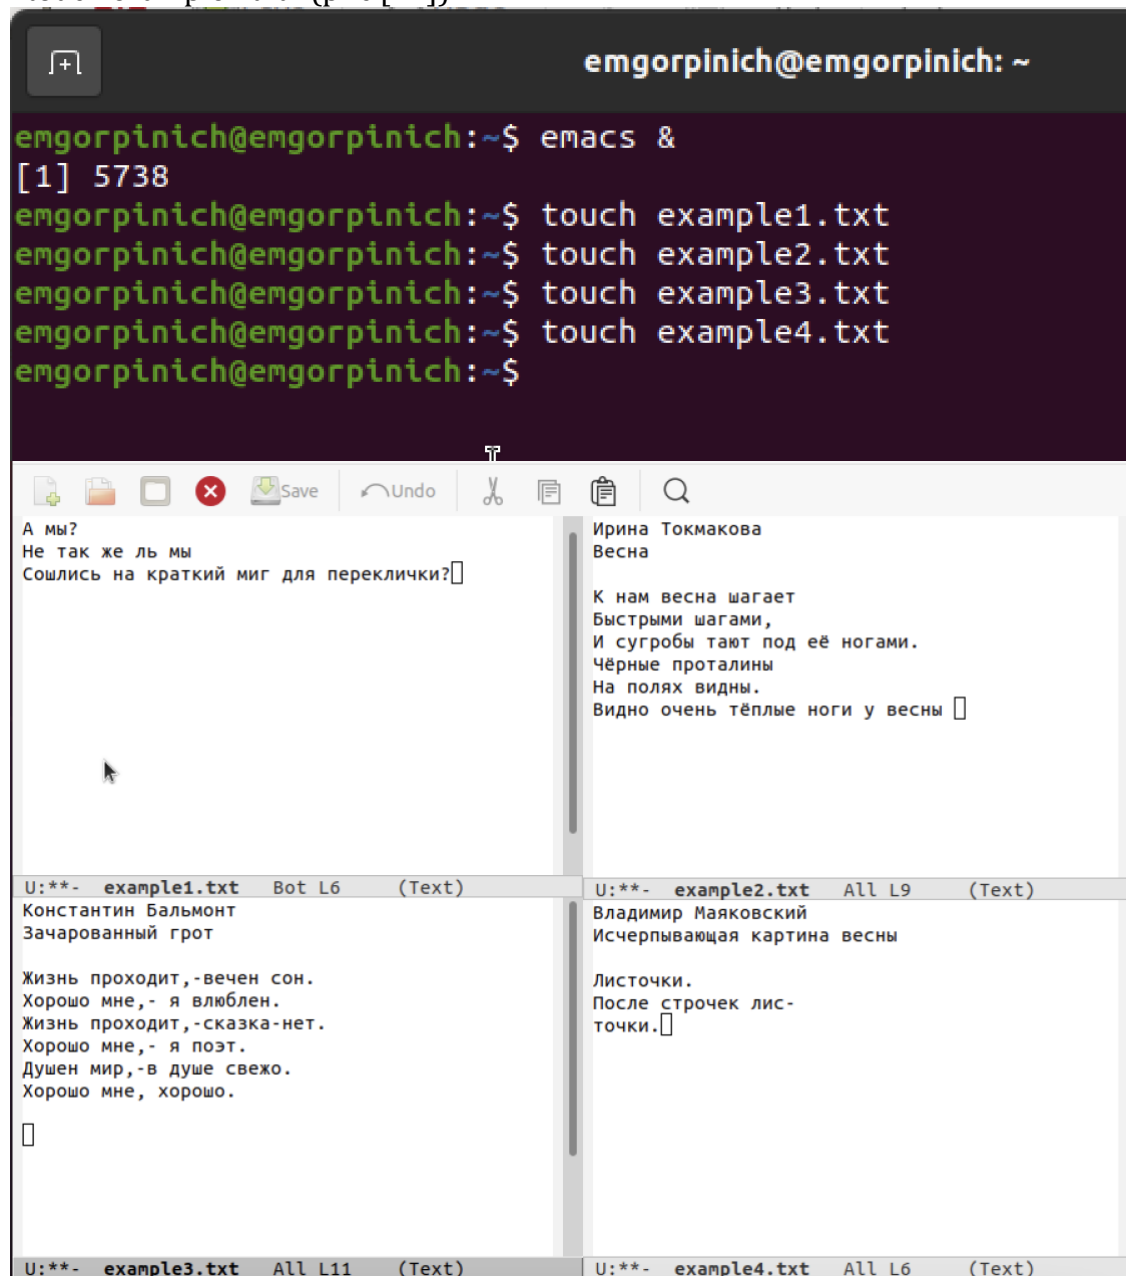 emgorpinich@emgorpinich: ~
emgorpinich@emgorpinich:~$ emacs &
[1] 5738
emgorpinich@emgorpinich:~$ touch example1.txt
emgorpinich@emgorpinich:~$ touch example2.txt
emgorpinich@emgorpinich:~$ touch example3.txt
emgorpinich@emgorpinich:~$ touch example4.txt
emgorpinich@emgorpinich:~$
Save Undo
А мы?
Не так же ль мы
Сошлись на краткий миг для переклички?
U:**- example1.txt Bot L6 (Text)
Ирина Токмакова
Весна
К нам весна шагает
Быстрыми шагами,
И сугробы тают под её ногами.
Чёрные проталины
На полях видны.
Видно очень тёплые ноги у весны
U:**- example2.txt All L9 (Text)
Константин Бальмонт
Зачарованный грот
Жизнь проходит,-вечен сон.
Хорошо мне,- я влюблен.
Жизнь проходит,-сказка-нет.
Хорошо мне,- я поэт.
Душен мир,-в душе свежо.
Хорошо мне, хорошо.
U:**- example3.txt All L11 (Text)
Владимир Маяковский
Исчерпывающая картина весны
Листочки.
После строчек лис-
точки.
U:**- example4.txt All L6 (Text)